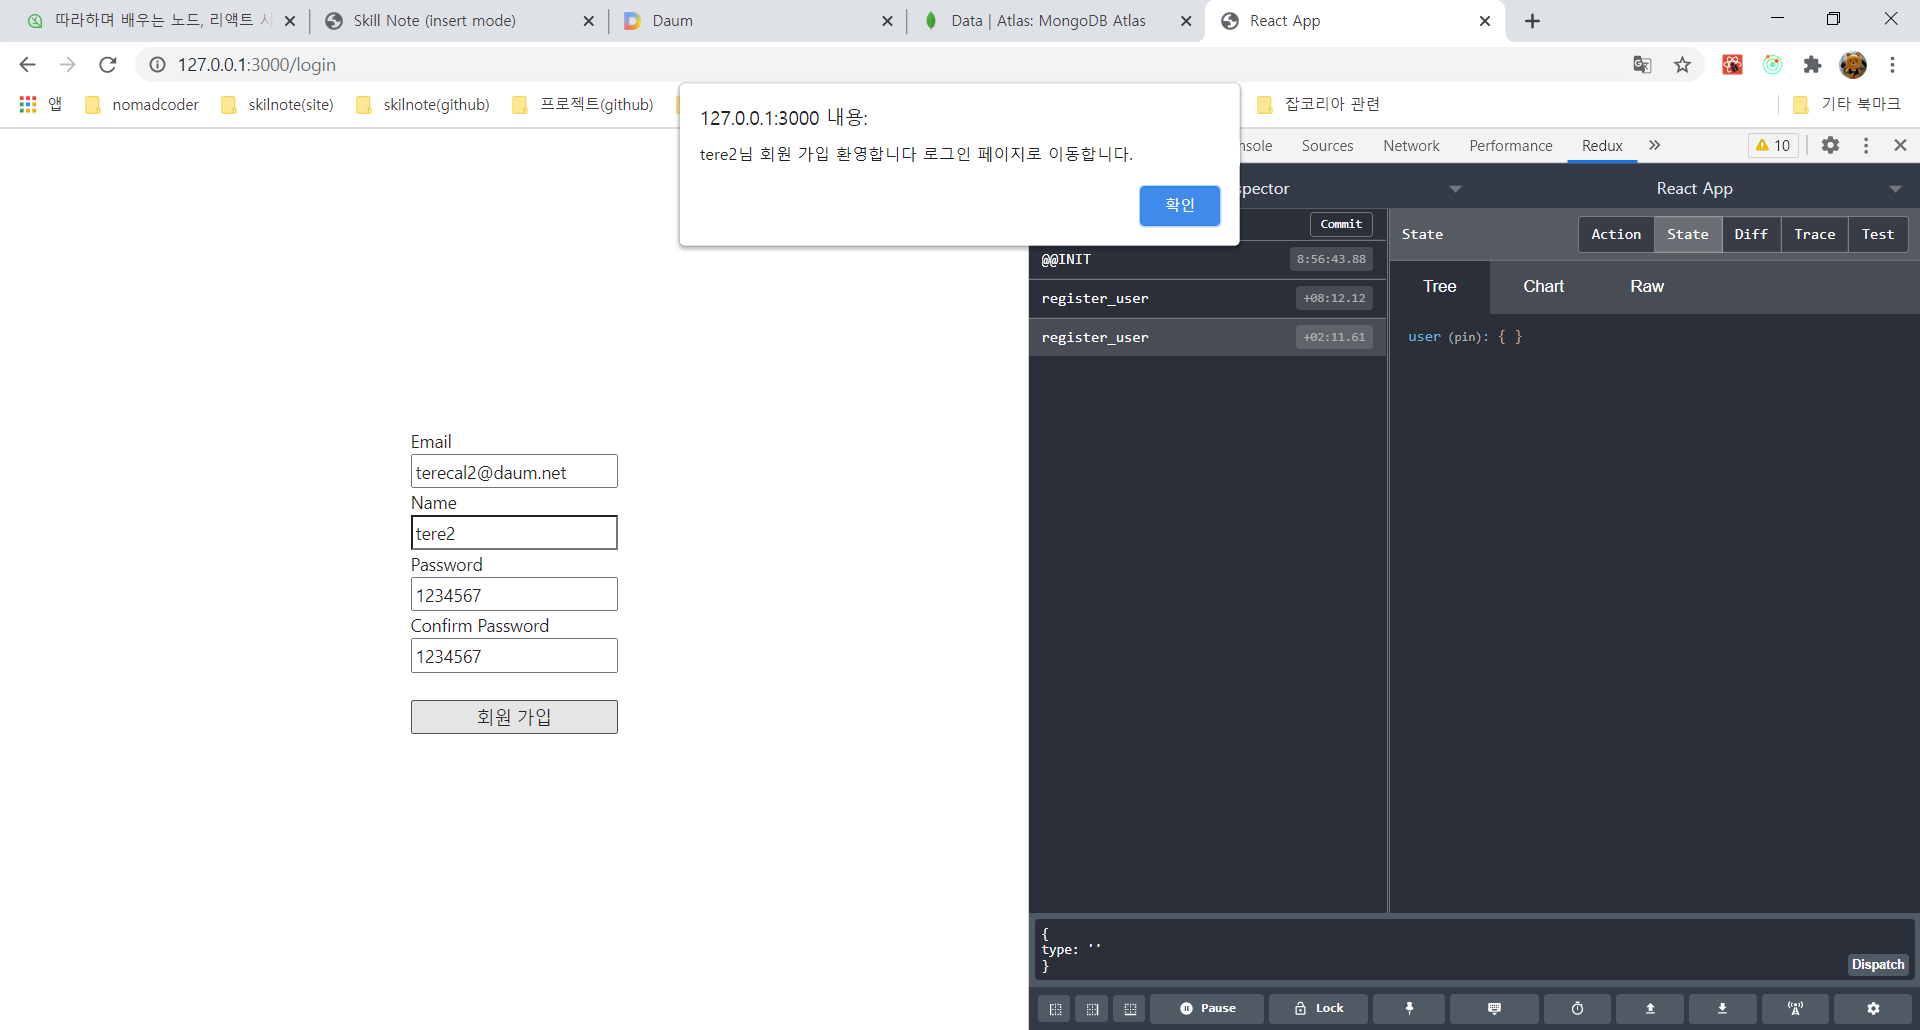 따라하며 배우는 노드, 리액트 시
Skill Note (insert mode)
Daum
Data | Atlas: MongoDB Atlas
React App
127.0.0.1:3000/login
앱
nomadcoder
skilnote(site)
skilnote(github)
프로젝트(github)
잡코리아 관련
기타 북마크
127.0.0.1:3000 내용:
tere2님 회원 가입 환영합니다 로그인 페이지로 이동합니다.
확인
nsole
Sources
Network
Performance
Redux
10
spector
React App
Commit
State
Action
State
Diff
Trace
Test
@@INIT
8:56:43.88
Tree
Chart
Raw
register_user
+08:12.12
register_user
+02:11.61
user (pin): { }
Email
terecal2@daum.net
Name
tere2
Password
1234567
Confirm Password
1234567
회원 가입
{
type: ''
}
Dispatch
Pause
Lock